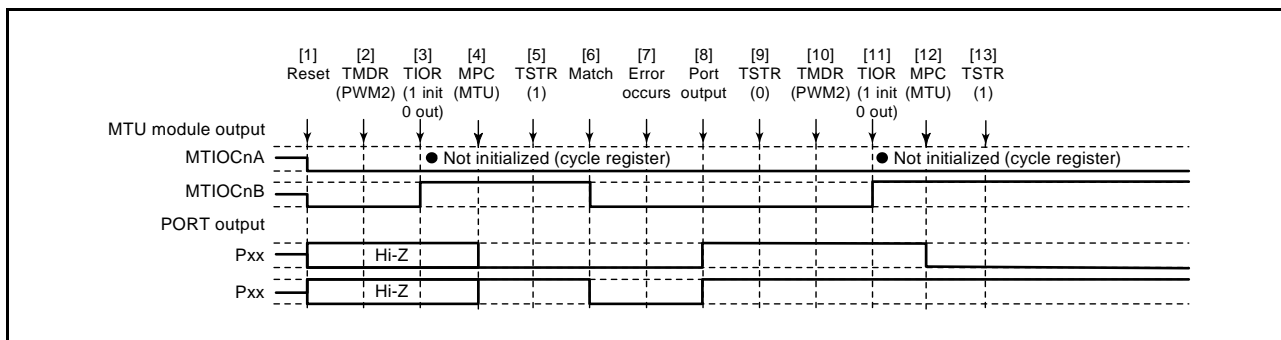 [1] [2] [3] [4] [5] [6] [7] [8] [9] [10] [11] [12] [13]
Reset TMDR TIOR MPC TSTR Match Error Port TSTR TMDR TIOR MPC TSTR
(PWM2) (1 init (MTU) (1) occurs output (0) (PWM2) (1 init (MTU) (1)
0 out) 0 out)
MTU module output
MTIOCnA ● Not initialized (cycle register) ● Not initialized (cycle register)
MTIOCnB
PORT output
Pxx Hi-Z
Pxx Hi-Z